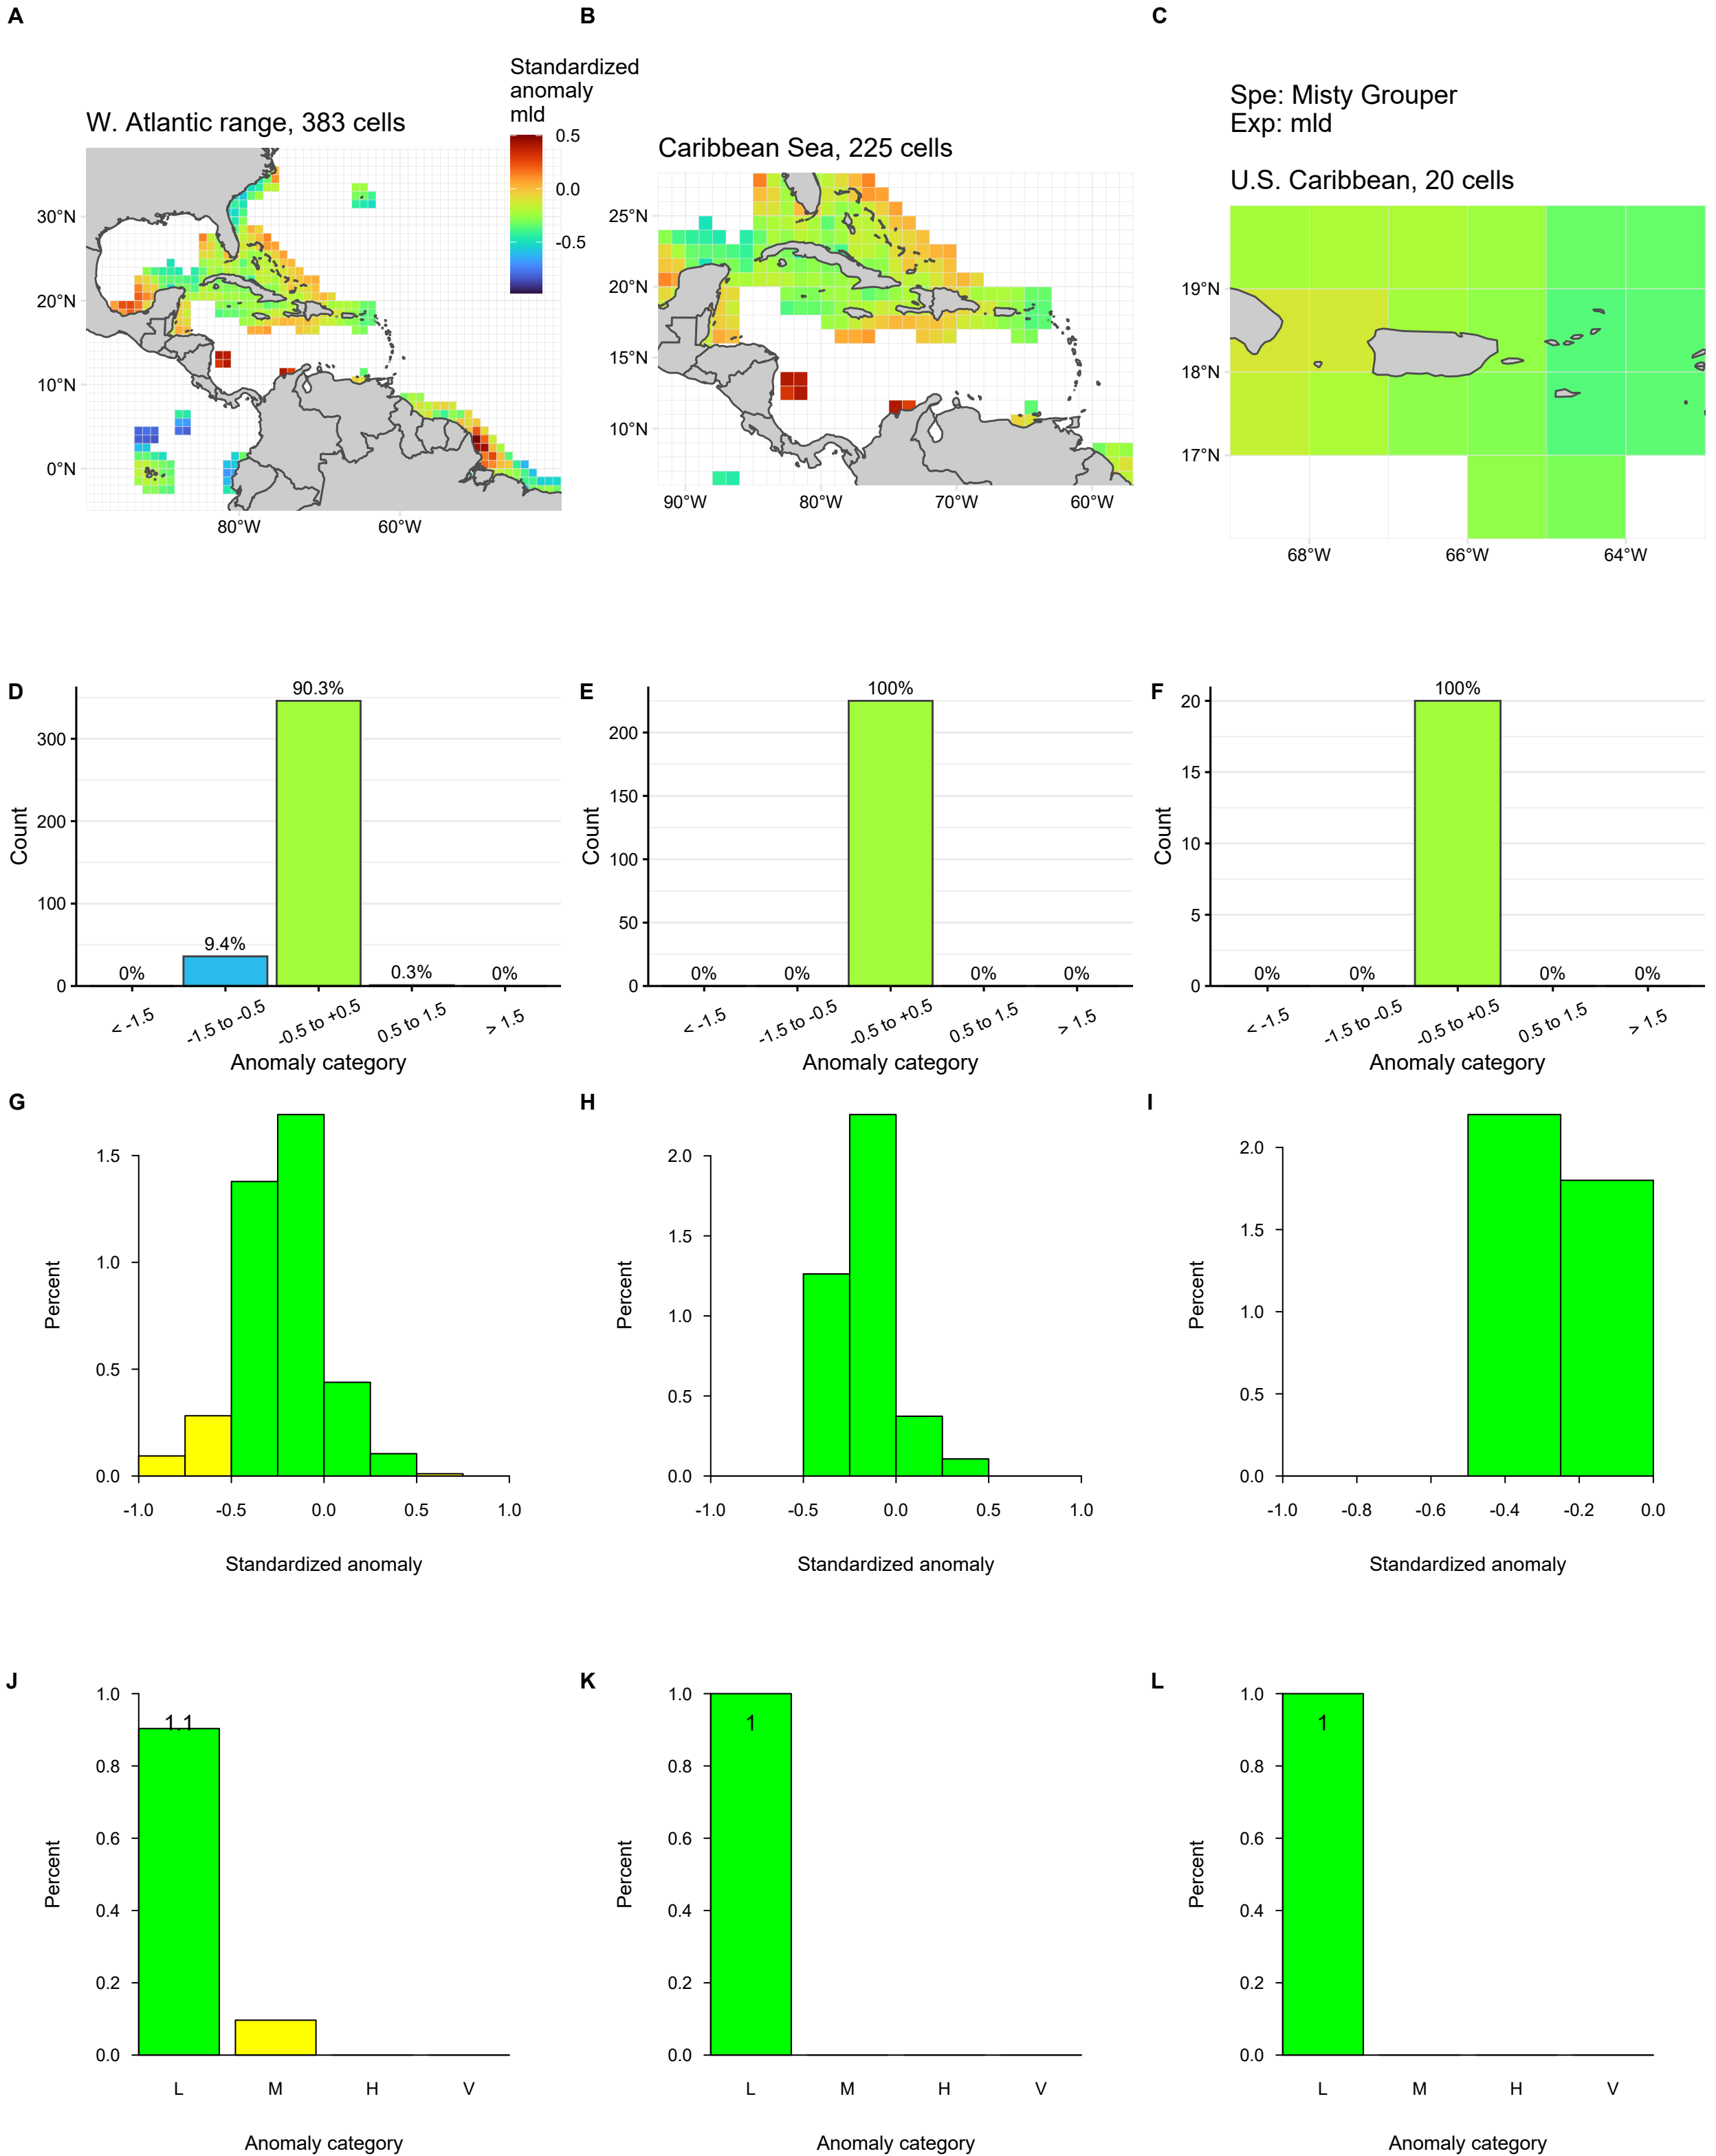 A
B
C
Standardized
anomaly
mld
0.5
0.0
-0.5
W. Atlantic range, 383 cells
30°N
20°N
10°N
0°N
80°W
60°W
Caribbean Sea, 225 cells
25°N
20°N
15°N
10°N
90°W
80°W
70°W
60°W
Spe: Misty Grouper
Exp: mld
U.S. Caribbean, 20 cells
19°N
18°N
17°N
68°W
66°W
64°W
D
Count
300
200
100
0
0%
9.4%
90.3%
0.3%
0%
< -1.5
-1.5 to -0.5
-0.5 to +0.5
0.5 to 1.5
> 1.5
Anomaly category
E
Count
200
150
100
50
0
0%
0%
100%
0%
0%
< -1.5
-1.5 to -0.5
-0.5 to +0.5
0.5 to 1.5
> 1.5
Anomaly category
F
Count
20
15
10
5
0
0%
0%
100%
0%
0%
< -1.5
-1.5 to -0.5
-0.5 to +0.5
0.5 to 1.5
> 1.5
Anomaly category
G
Percent
1.5
1.0
0.5
0.0
-1.0
-0.5
0.0
0.5
1.0
Standardized anomaly
H
Percent
2.0
1.5
1.0
0.5
0.0
-1.0
-0.5
0.0
0.5
1.0
Standardized anomaly
I
Percent
2.0
1.5
1.0
0.5
0.0
-1.0
-0.8
-0.6
-0.4
-0.2
0.0
Standardized anomaly
J
Percent
1.0
0.8
0.6
0.4
0.2
0.0
1.1
L
M
H
V
Anomaly category
K
Percent
1.0
0.8
0.6
0.4
0.2
0.0
1
L
M
H
V
Anomaly category
L
Percent
1.0
0.8
0.6
0.4
0.2
0.0
1
L
M
H
V
Anomaly category